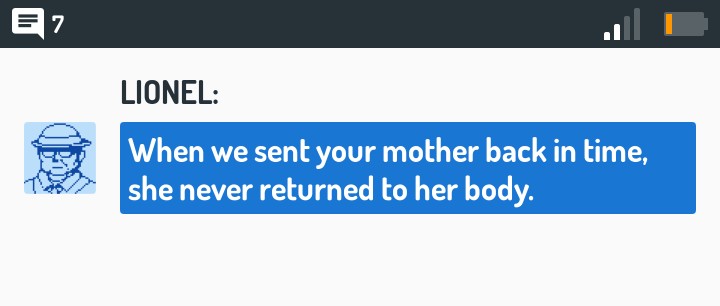 7
LIONEL:
When we sent your mother back in time,
she never returned to her body.